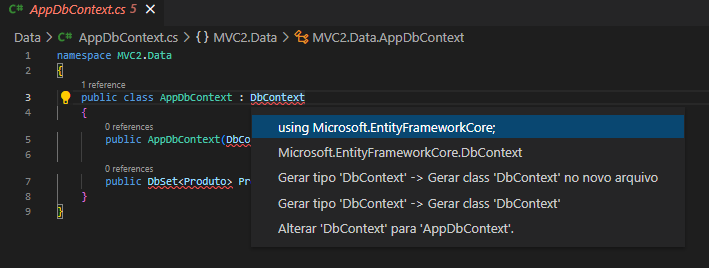 AppDbContext.cs 5
Data > AppDbContext.cs > {} MVC2.Data > MVC2.Data.AppDbContext
1 namespace MVC2.Data
2 {
1 reference
3 public class AppDbContext : DbContext
4 {
using Microsoft.EntityFrameworkCore;
0 references
5 public AppDbContext(DbCo
Microsoft.EntityFrameworkCore.DbContext
6
Gerar tipo 'DbContext' -> Gerar class 'DbContext' no novo arquivo
0 references
7 public DbSet<Produto> Pr
Gerar tipo 'DbContext' -> Gerar class 'DbContext'
8 }
9 }
Alterar 'DbContext' para 'AppDbContext'.